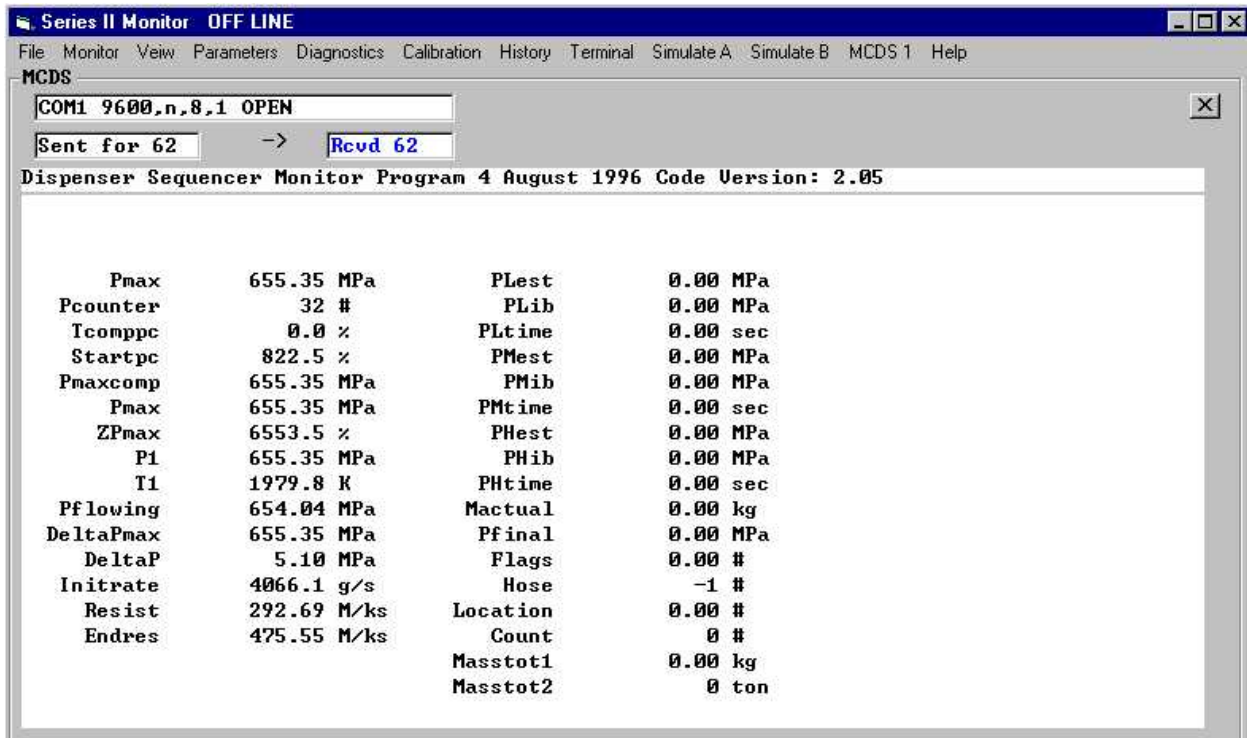 Series II Monitor OFF LINE
File Monitor Veiw Parameters Diagnostics Calibration History Terminal Simulate A Simulate B MCDS 1 Help
MCDS
COM1 9600,n,8,1 OPEN
Sent for 62 -> Rcvd 62
Dispenser Sequencer Monitor Program 4 August 1996 Code Version: 2.05
Pmax 655.35 MPa PLest 0.00 MPa
Pcounter 32 # PLib 0.00 MPa
Tcomppc 0.0 % PLtime 0.00 sec
Startpc 822.5 % PMest 0.00 MPa
Pmaxcomp 655.35 MPa PMib 0.00 MPa
Pmax 655.35 MPa PMtime 0.00 sec
ZPmax 6553.5 % PHest 0.00 MPa
P1 655.35 MPa PHib 0.00 MPa
T1 1979.8 K PHtime 0.00 sec
Pflowing 654.04 MPa Mactual 0.00 kg
DeltaPmax 655.35 MPa Pfinal 0.00 MPa
DeltaP 5.10 MPa Flags 0.00 #
Initrate 4066.1 g/s Hose -1 #
Resist 292.69 M/ks Location 0.00 #
Endres 475.55 M/ks Count 0 #
Masstot1 0.00 kg
Masstot2 0 ton